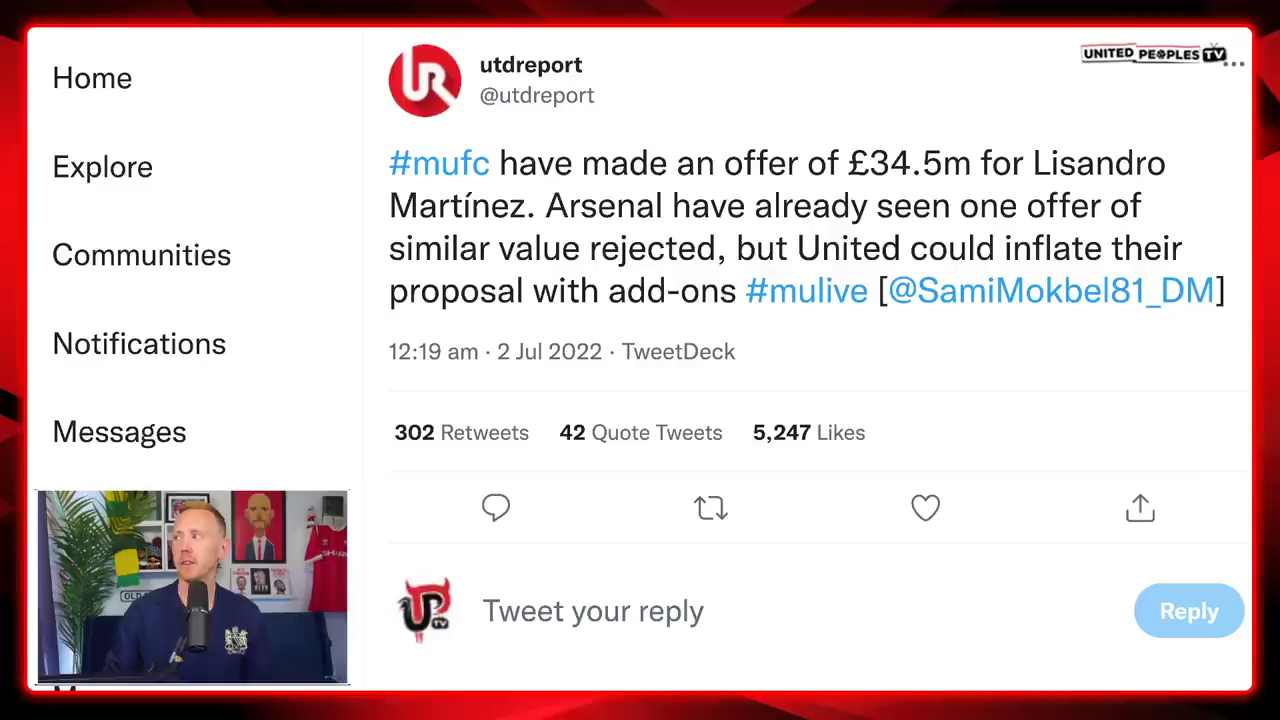 Home
Explore
Communities
Notifications
Messages
utdreport
@utdreport
UNITED PEOPLES TV
#mufc have made an offer of £34.5m for Lisandro
Martínez. Arsenal have already seen one offer of
similar value rejected, but United could inflate their
proposal with add-ons #mulive [@SamiMokbel81_DM]
12:19 am · 2 Jul 2022 · TweetDeck
302 Retweets 42 Quote Tweets 5,247 Likes
Tweet your reply
Reply